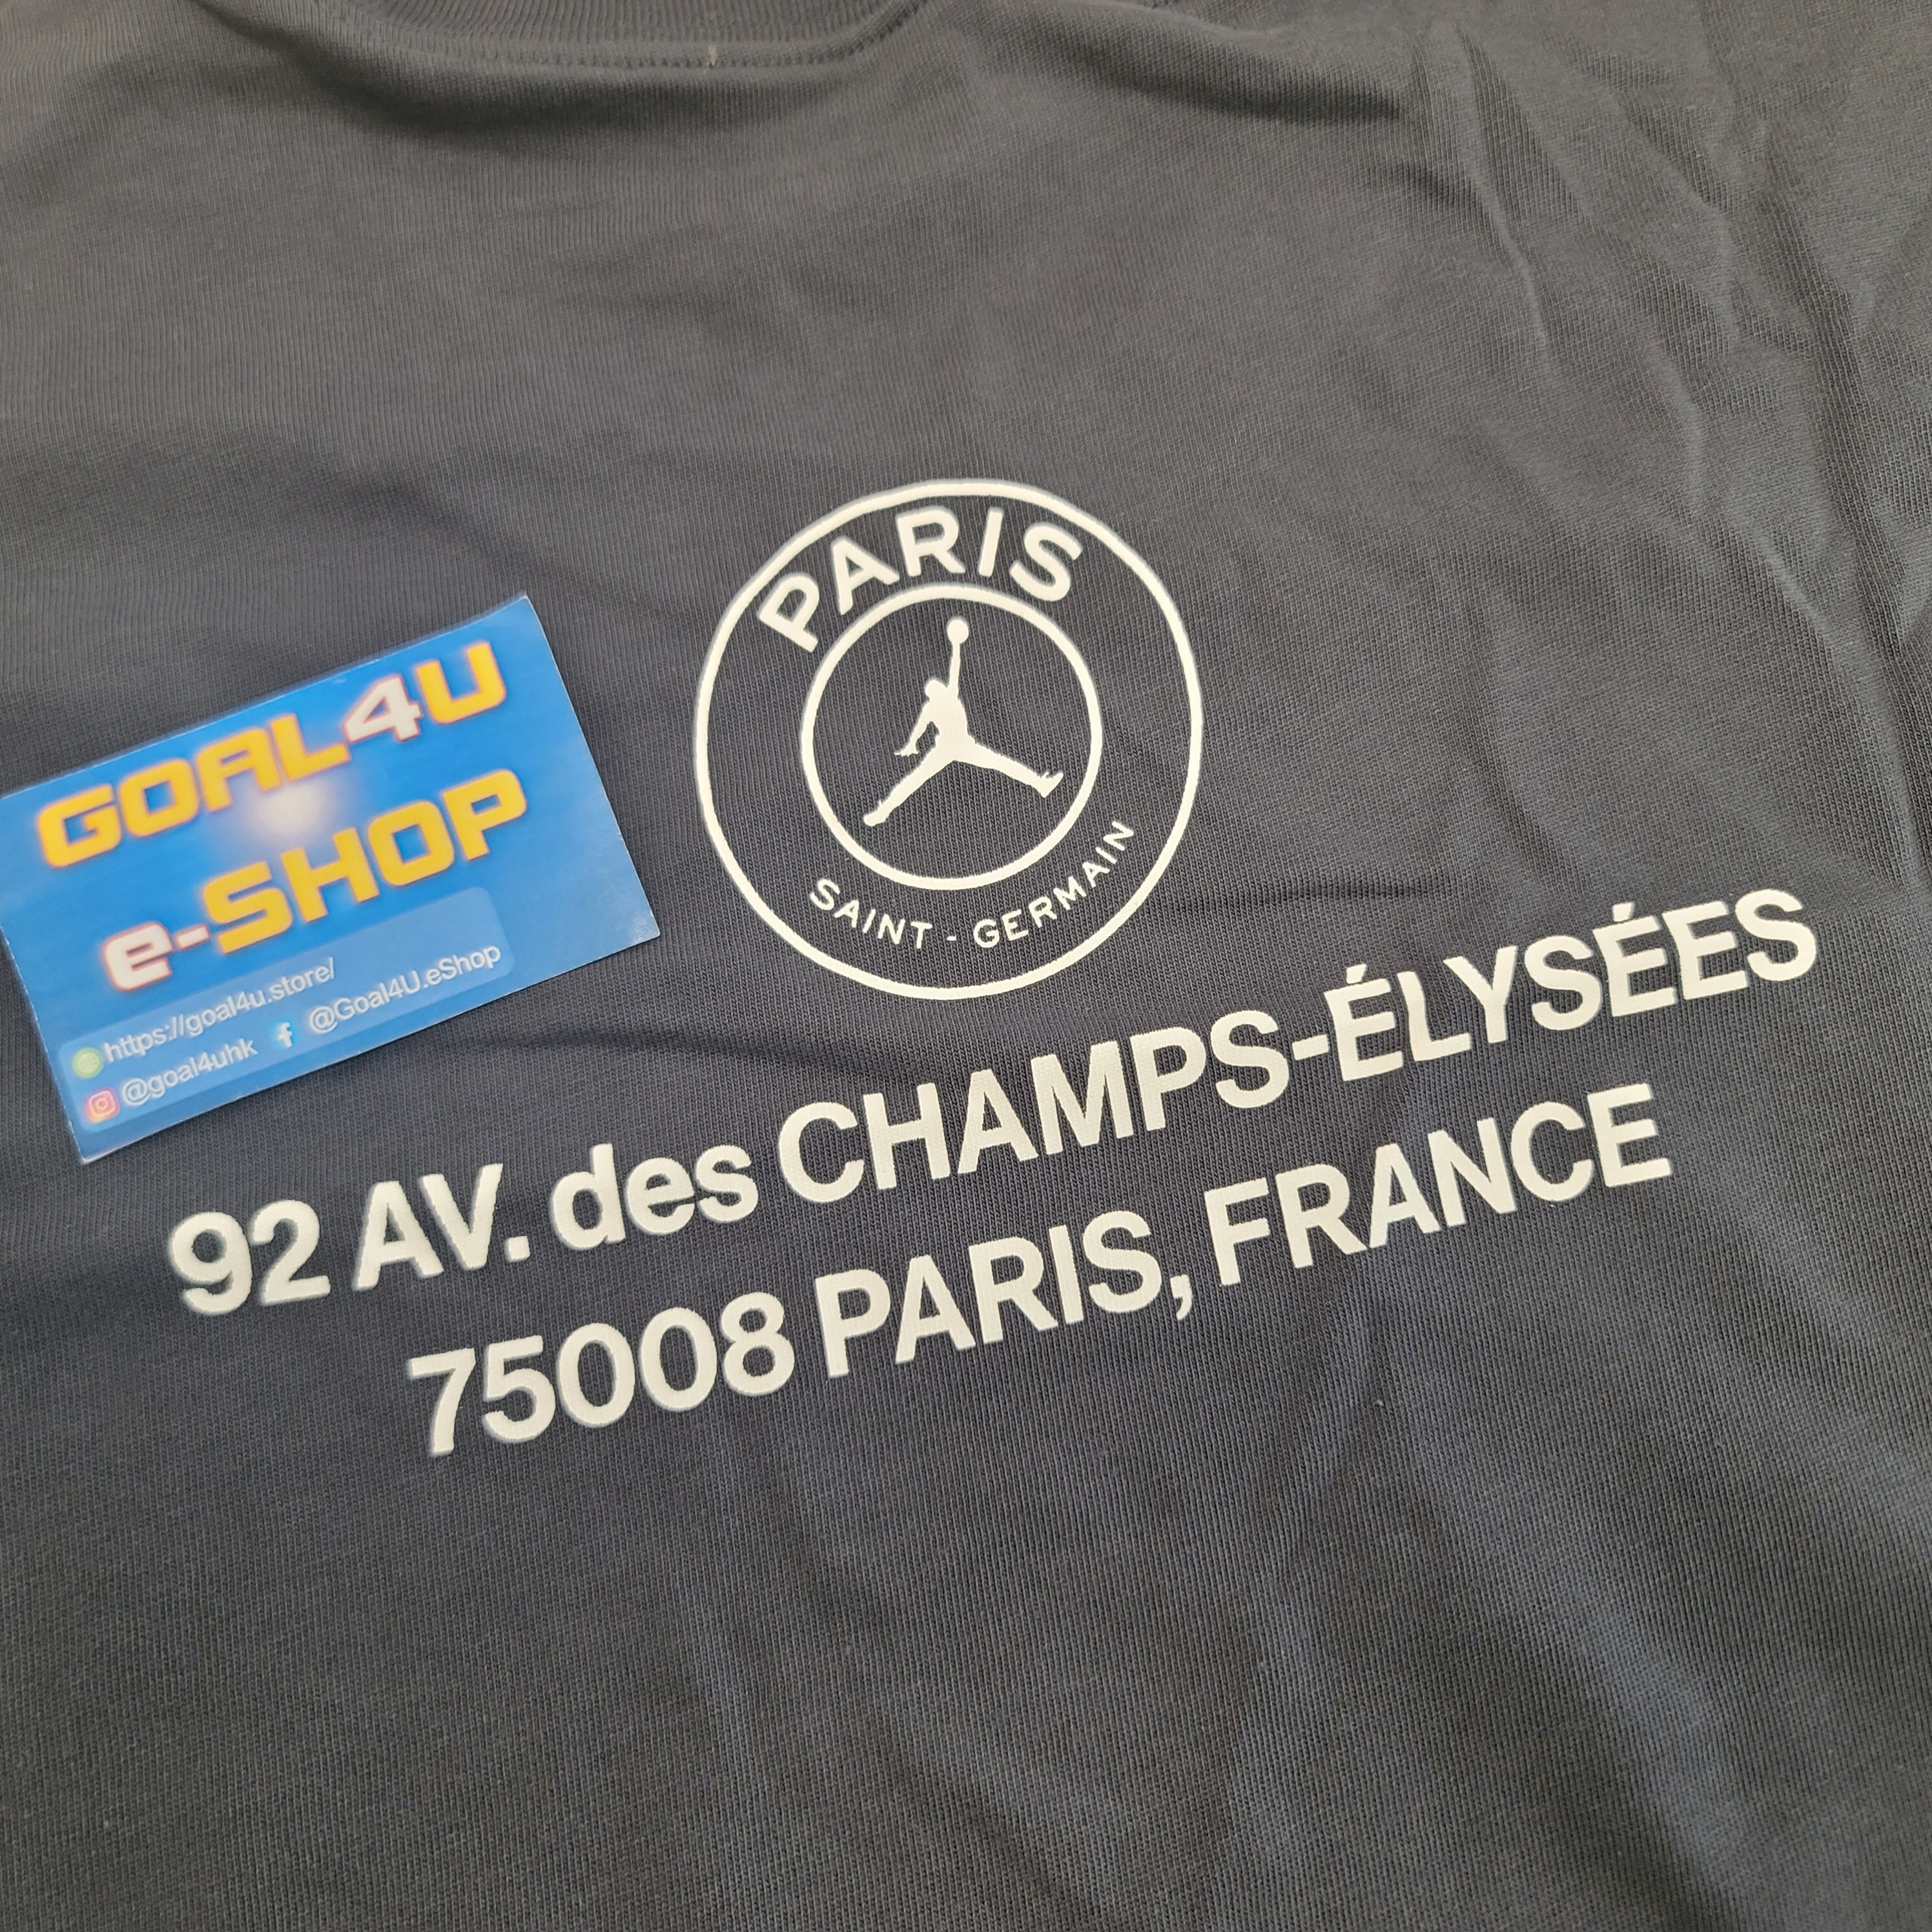 GOAL4U
e-SHOP
https://goal4u.store/
@goal4uhk @Goal4U.eShop
PARIS
SAINT - GERMAIN
92 AV. des CHAMPS-ÉLYSÉES
75008 PARIS, FRANCE